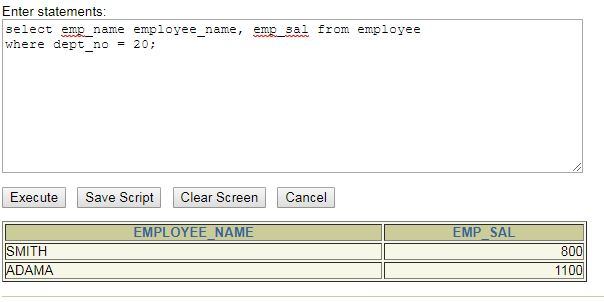 Enter statements:
select emp_name employee_name, emp_sal from employee
where dept_no = 20;
Execute Save Script Clear Screen Cancel
EMPLOYEE_NAME EMP_SAL
SMITH 800
ADAMA 1100